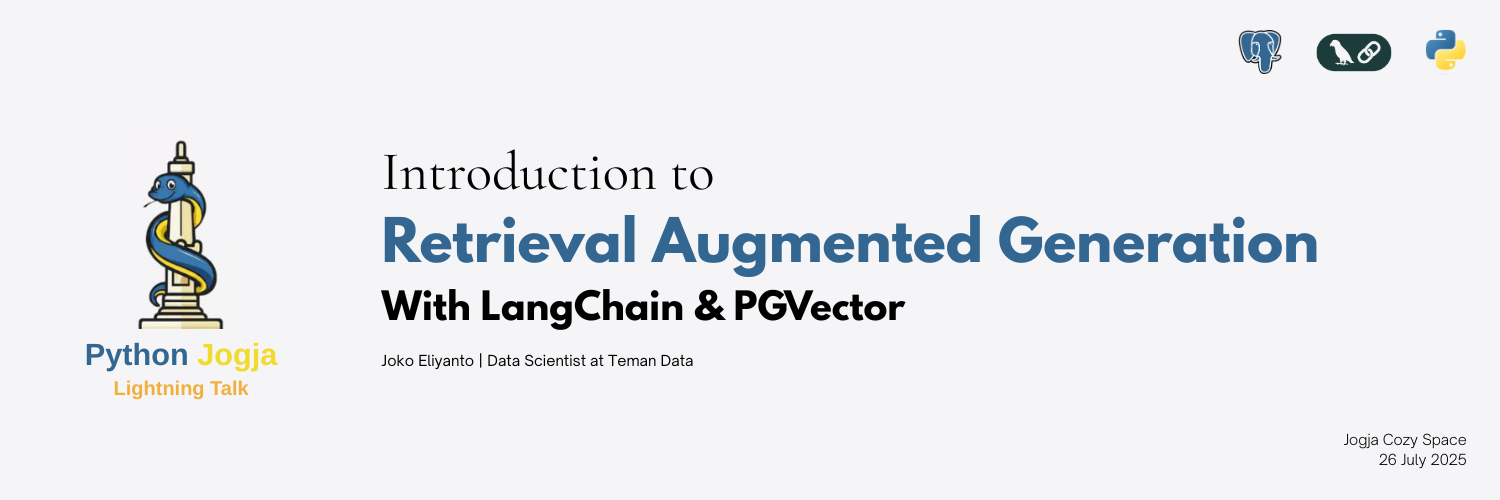 Introduction to
Retrieval Augmented Generation
With LangChain & PGVector
Joko Eliyanto | Data Scientist at Teman Data
Python Jogja
Lightning Talk
Jogja Cozy Space
26 July 2025